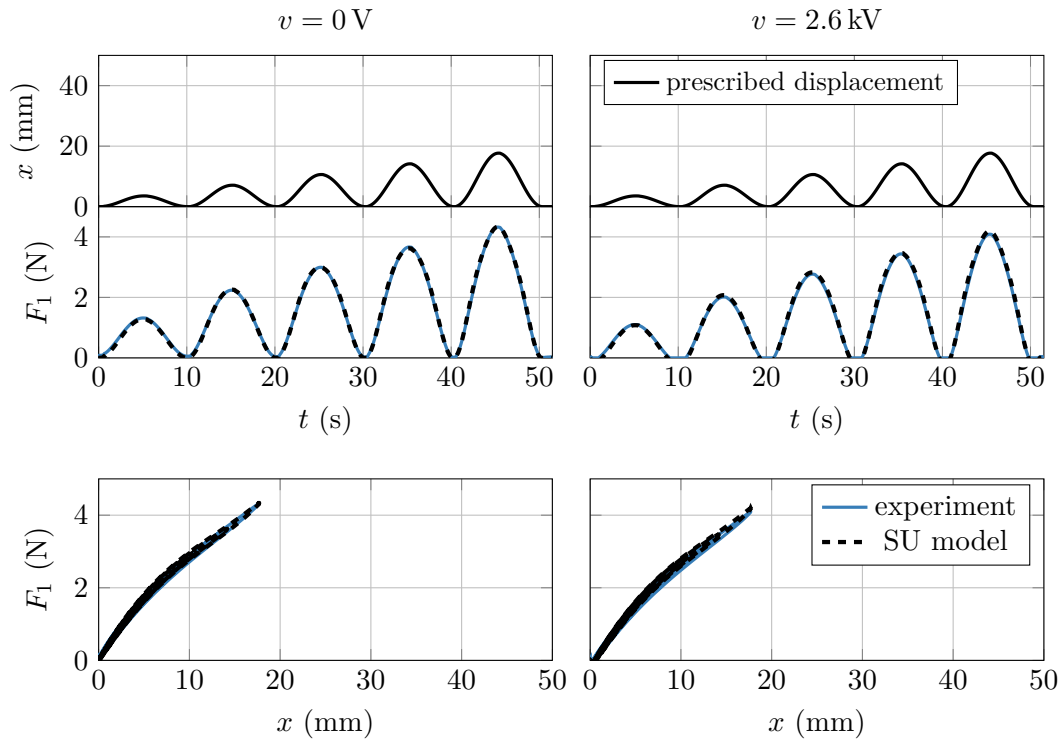 v = 0 V
v = 2.6 kV
x (mm)
40
20
0
prescribed displacement
F₁ (N)
4
2
0
0 10 20 30 40 50
0 10 20 30 40 50
t (s)
t (s)
F₁ (N)
4
2
0
experiment
SU model
0 10 20 30 40 50
0 10 20 30 40 50
x (mm)
x (mm)